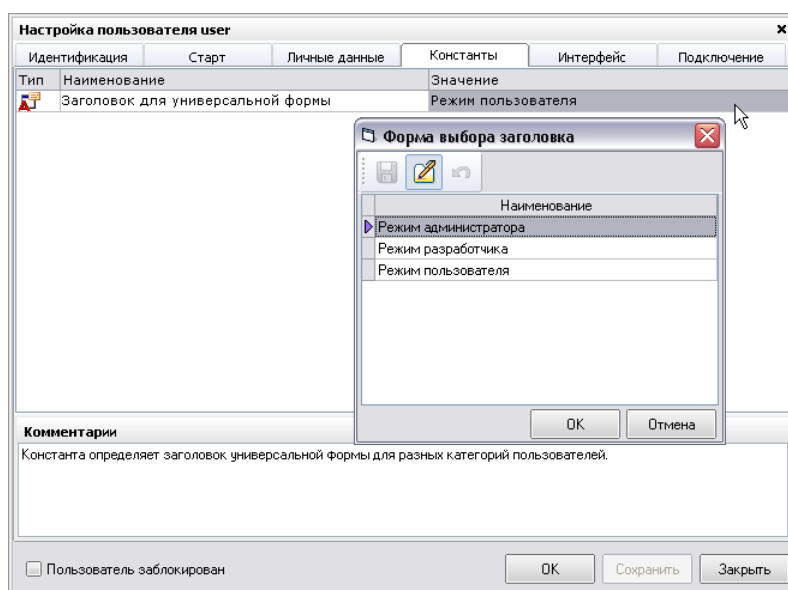 Настройка пользователя user
Идентификация Старт Личные данные Константы Интерфейс Подключение
Тип Наименование Значение
Заголовок для универсальной формы Режим пользователя
Форма выбора заголовка
Наименование
Режим администратора
Режим разработчика
Режим пользователя
OK Отмена
Комментарии
Константа определяет заголовок универсальной формы для разных категорий пользователей.
Пользователь заблокирован OK Сохранить Закрыть